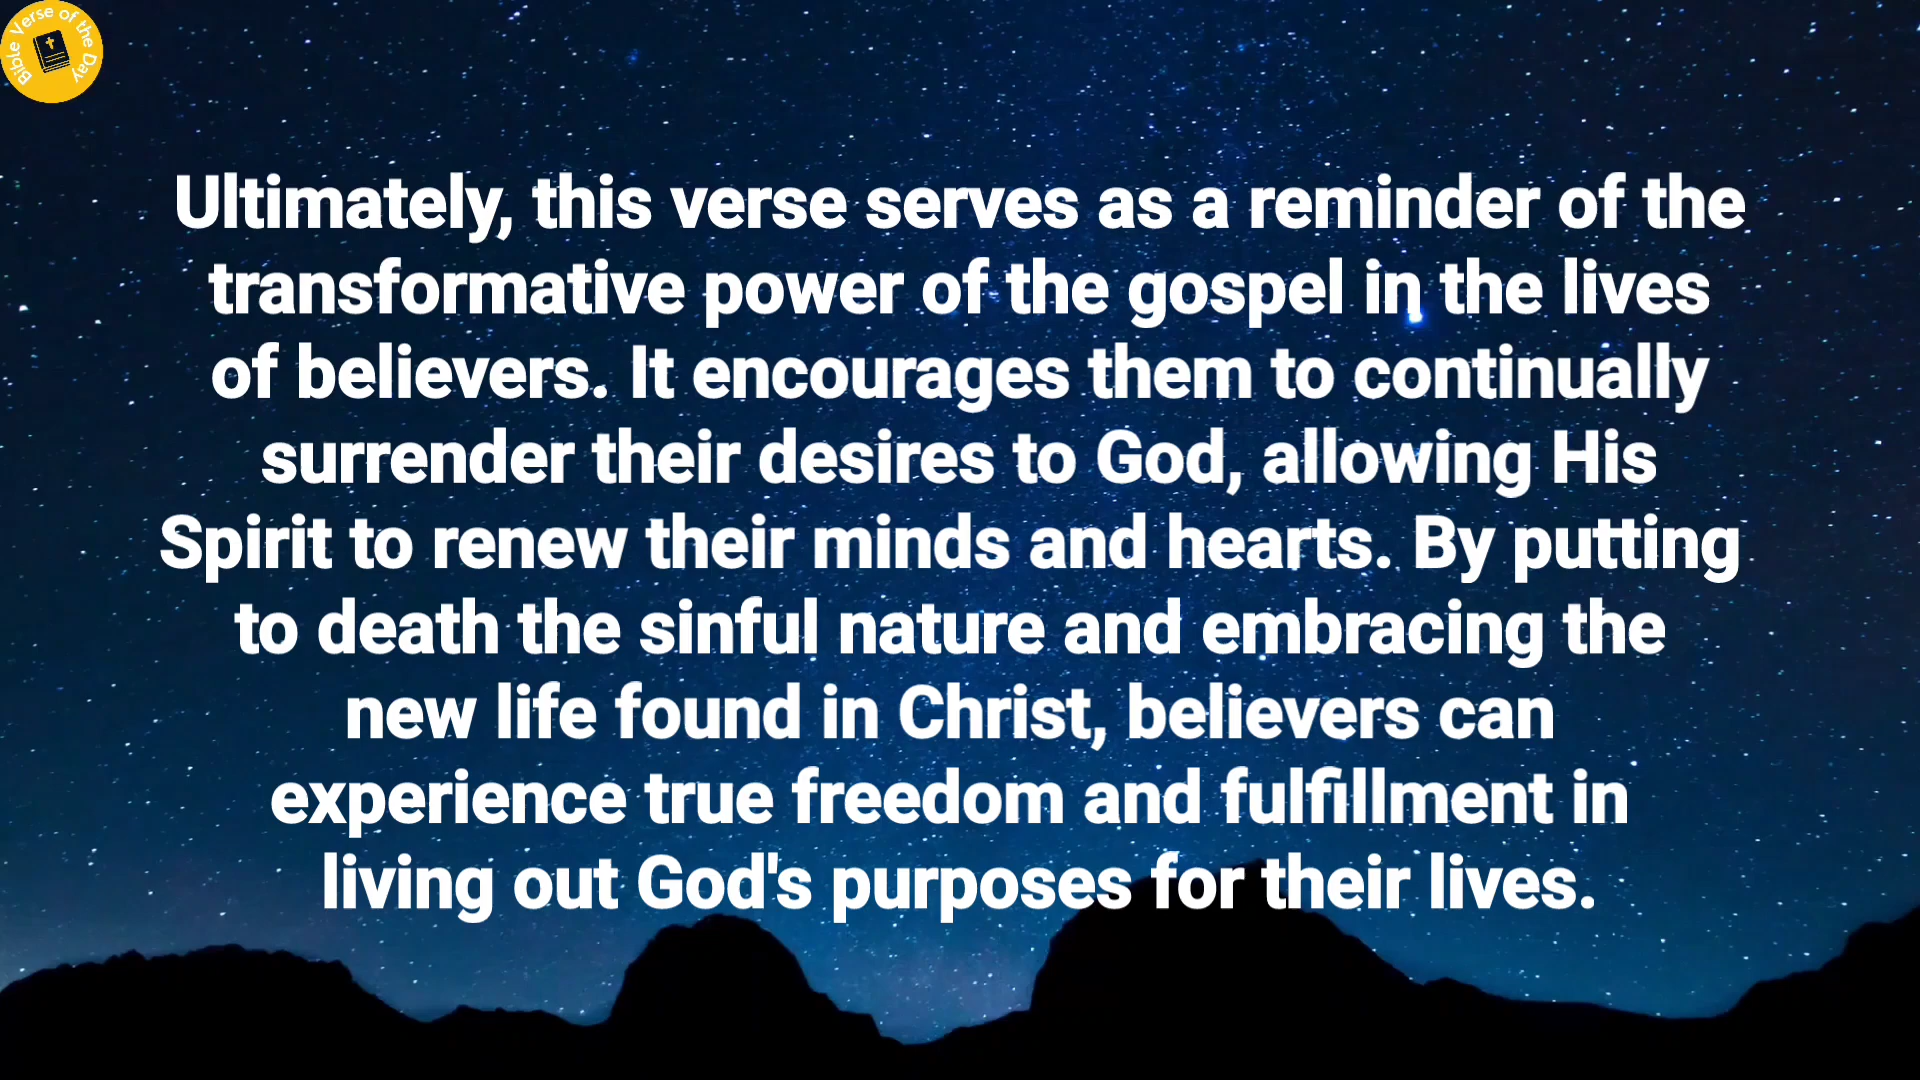 Bible Verse of the Day
Ultimately, this verse serves as a reminder of the
transformative power of the gospel in the lives
of believers. It encourages them to continually
surrender their desires to God, allowing His
Spirit to renew their minds and hearts. By putting
to death the sinful nature and embracing the
new life found in Christ, believers can
experience true freedom and fulfillment in
living out God's purposes for their lives.